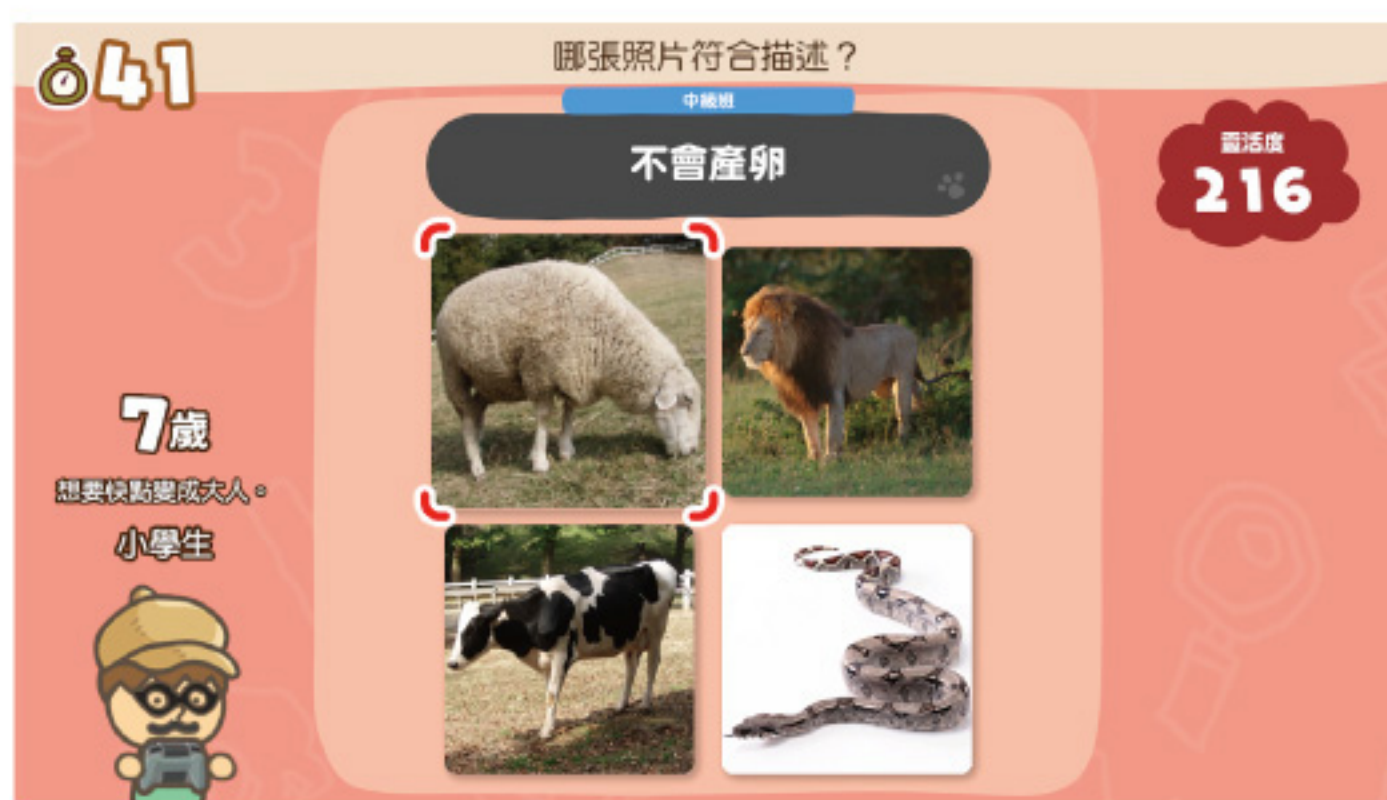 41
哪張照片符合描述？
中級班
不會產卵
靈活度
216
7歲
想要快點變成大人。
小學生